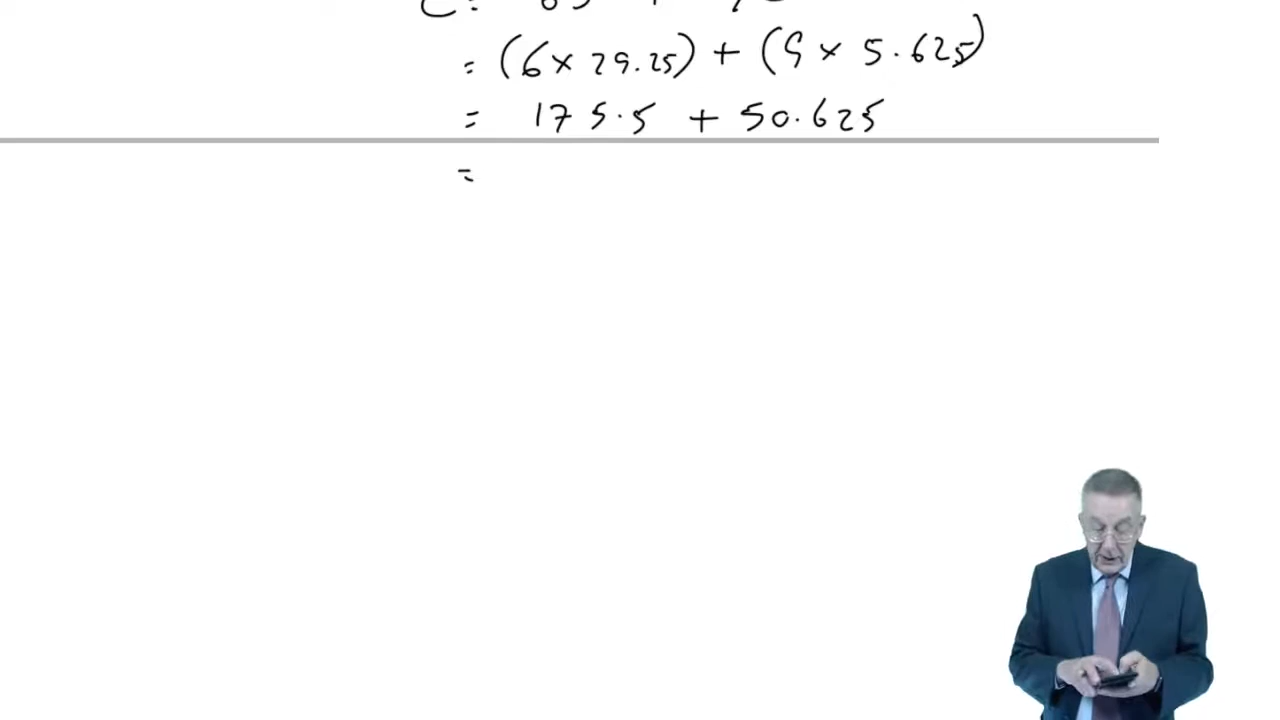 = (6 × 29.25) + (9 × 5.625)
= 175.5 + 50.625
=